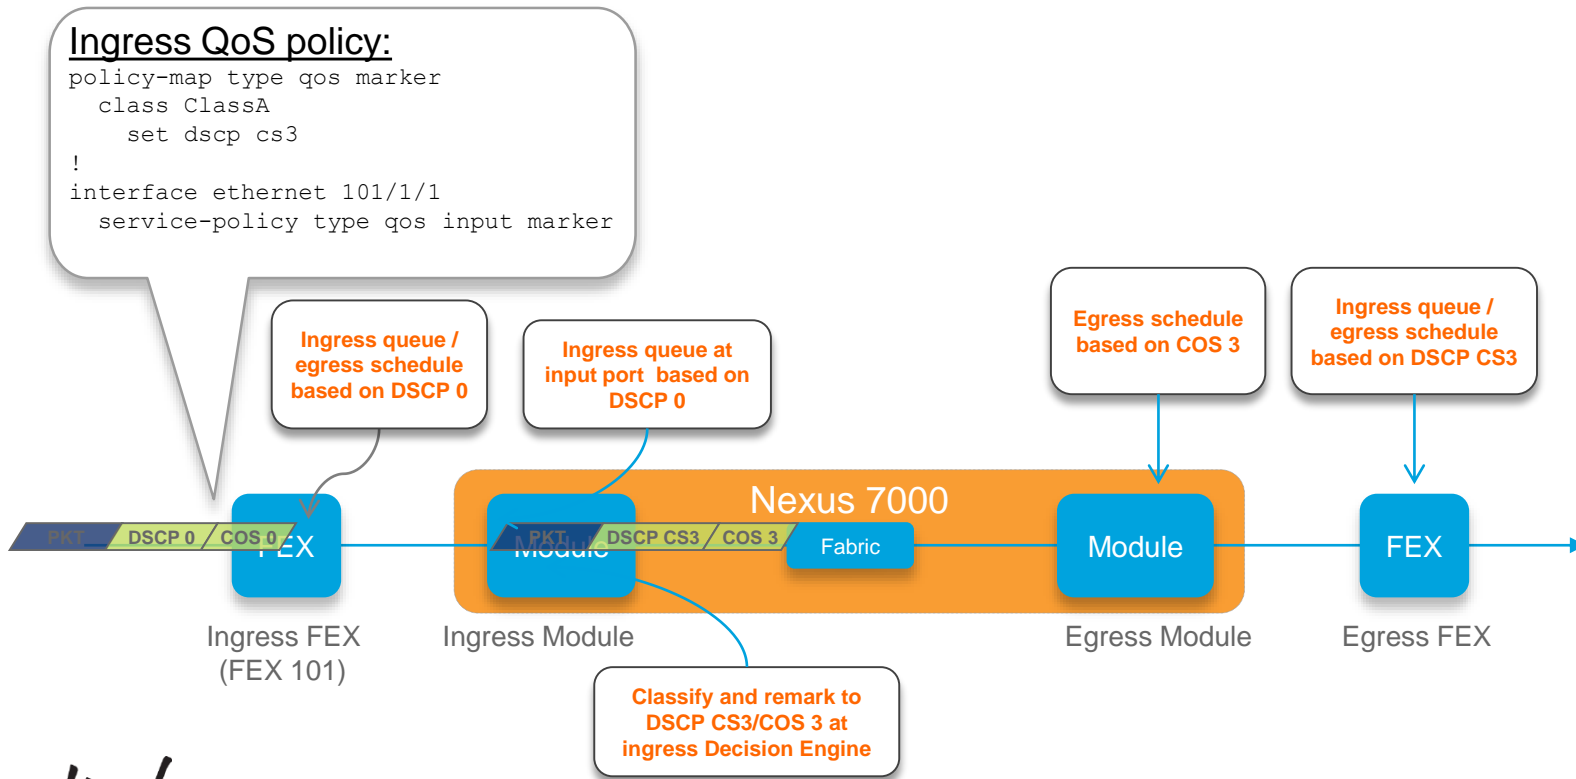 Ingress QoS policy:
policy-map type qos marker
class ClassA
set dscp cs3
!
interface ethernet 101/1/1
service-policy type qos input marker
Ingress queue /
egress schedule
based on DSCP 0
Ingress queue at
input port based on
DSCP 0
Egress schedule
based on COS 3
Ingress queue /
egress schedule
based on DSCP CS3
Nexus 7000
PKT DSCP 0 COS 0
FEX
Module
PKT DSCP CS3 COS 3
Fabric
Module
FEX
Ingress FEX
(FEX 101)
Ingress Module
Egress Module
Egress FEX
Classify and remark to
DSCP CS3/COS 3 at
ingress Decision Engine